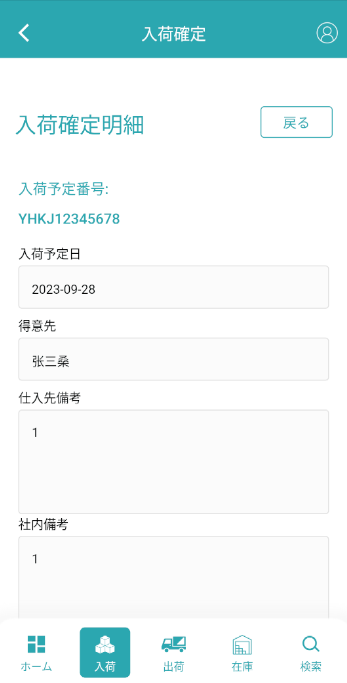 入荷確定
入荷確定明細
戻る
入荷予定番号:
YHKJ12345678
入荷予定日
2023-09-28
得意先
张三桑
仕入先備考
1
社内備考
1
ホーム
入荷
出荷
在庫
検索